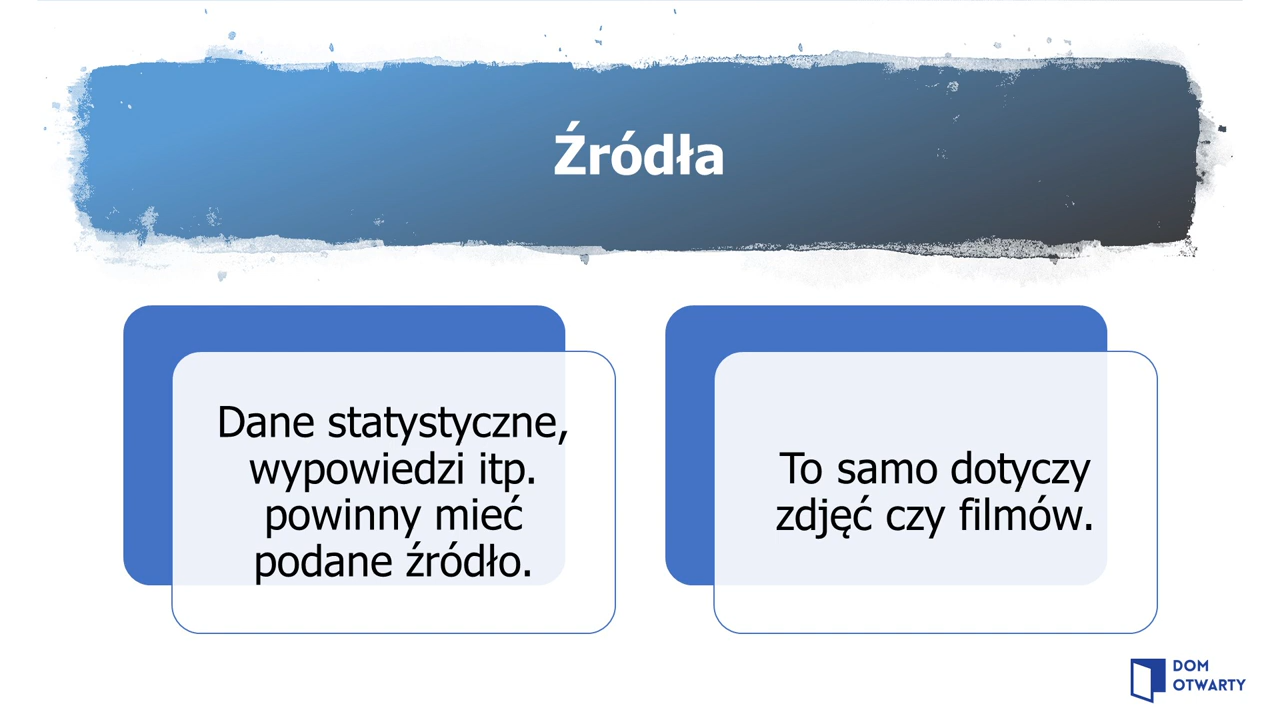 Źródła
Dane statystyczne,
wypowiedzi itp.
powinny mieć
podane źródło.
To samo dotyczy
zdjęć czy filmów.
DOM
OTWARTY